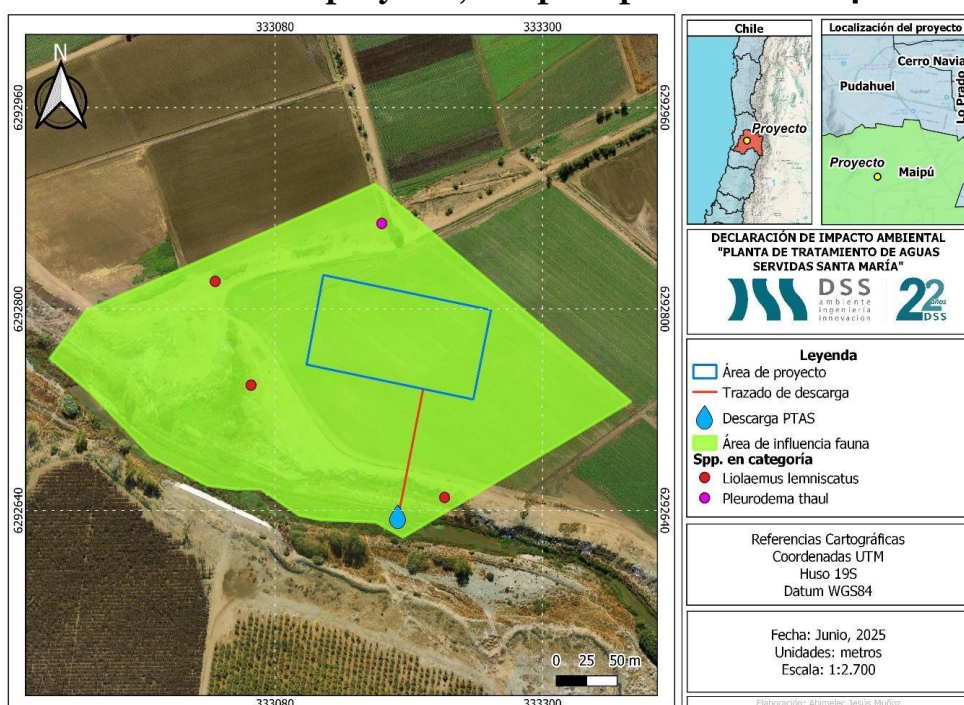 333080
333300
N
6292960
6292960
6292800
6292800
6292640
6292640
0 25 50 m
333080
333300
Chile
Proyecto
Localización del proyecto
Cerro Navia
Pudahuel
Lo Prado
Proyecto
Maipú
DECLARACIÓN DE IMPACTO AMBIENTAL
"PLANTA DE TRATAMIENTO DE AGUAS
SERVIDAS SANTA MARÍA"
DSS
ambiente
ingeniería
innovación
22 años
DSS
Leyenda
Área de proyecto
Trazado de descarga
Descarga PTAS
Área de influencia fauna
Spp. en categoría
Liolaemus lemniscatus
Pleurodema thaul
Referencias Cartográficas
Coordenadas UTM
Huso 19S
Datum WGS84
Fecha: Junio, 2025
Unidades: metros
Escala: 1:2.700
Elaboración: Abimelec Jesús Muñoz